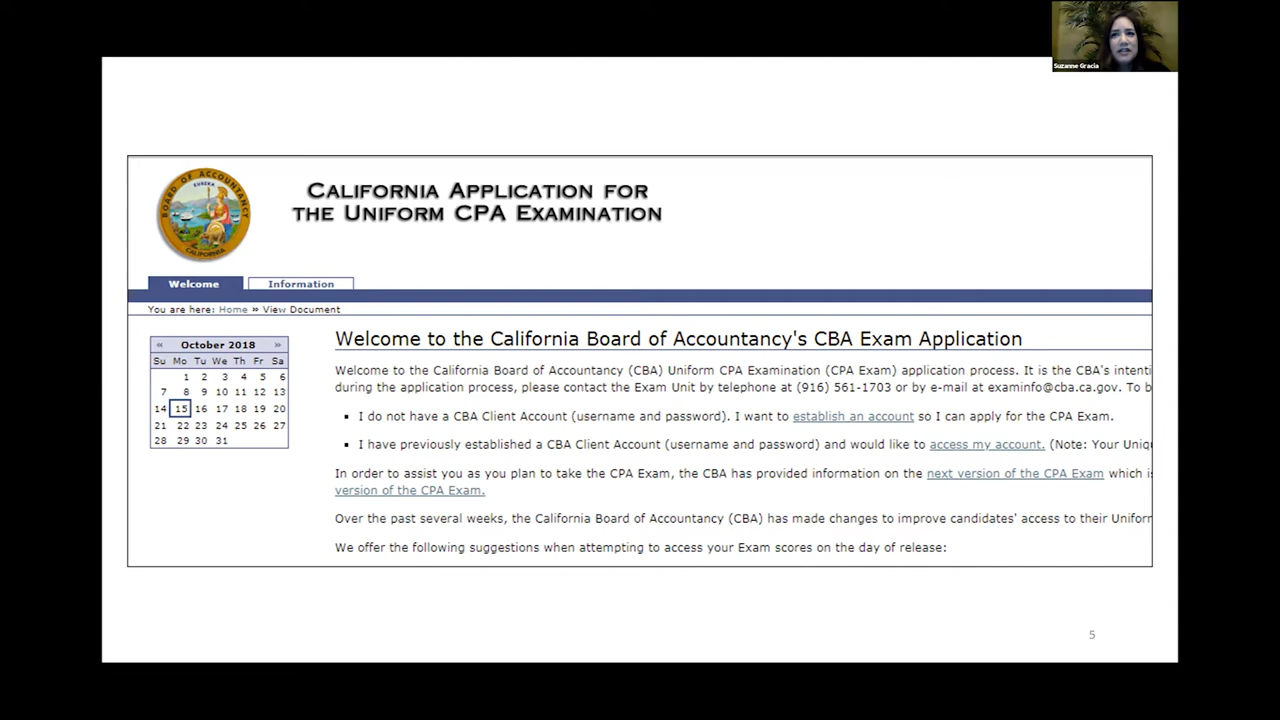 Suzanne Gracia
BOARD OF ACCOUNTANCY
EUREKA
CALIFORNIA
CALIFORNIA APPLICATION FOR
THE UNIFORM CPA EXAMINATION
Welcome Information
You are here: Home » View Document
« October 2018 »
Su Mo Tu We Th Fr Sa
1 2 3 4 5 6
7 8 9 10 11 12 13
14 15 16 17 18 19 20
21 22 23 24 25 26 27
28 29 30 31
Welcome to the California Board of Accountancy's CBA Exam Application
Welcome to the California Board of Accountancy (CBA) Uniform CPA Examination (CPA Exam) application process. It is the CBA's intenti
during the application process, please contact the Exam Unit by telephone at (916) 561-1703 or by e-mail at examinfo@cba.ca.gov. To b
▪ I do not have a CBA Client Account (username and password). I want to establish an account so I can apply for the CPA Exam.
▪ I have previously established a CBA Client Account (username and password) and would like to access my account. (Note: Your Uniq
In order to assist you as you plan to take the CPA Exam, the CBA has provided information on the next version of the CPA Exam which is
version of the CPA Exam.
Over the past several weeks, the California Board of Accountancy (CBA) has made changes to improve candidates' access to their Uniforr
We offer the following suggestions when attempting to access your Exam scores on the day of release:
5